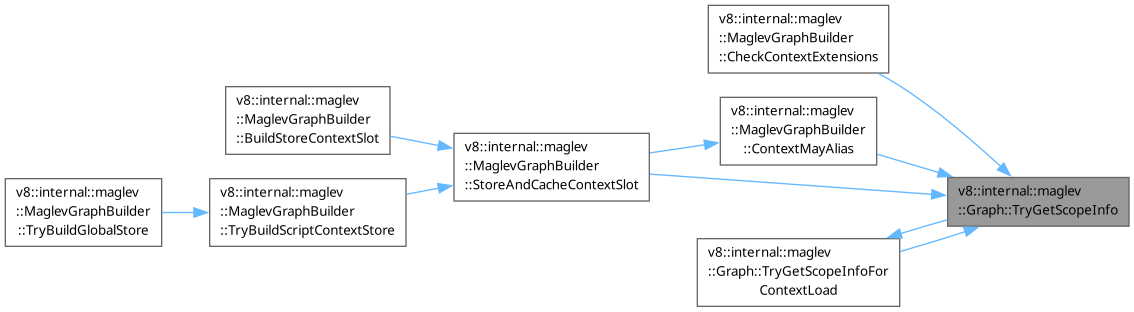 v8::internal::maglev
::MaglevGraphBuilder
::CheckContextExtensions
v8::internal::maglev
::MaglevGraphBuilder
::BuildStoreContextSlot
v8::internal::maglev
::MaglevGraphBuilder
::ContextMayAlias
v8::internal::maglev
::MaglevGraphBuilder
::StoreAndCacheContextSlot
v8::internal::maglev
::MaglevGraphBuilder
::TryBuildGlobalStore
v8::internal::maglev
::MaglevGraphBuilder
::TryBuildScriptContextStore
v8::internal::maglev
::Graph::TryGetScopeInfo
v8::internal::maglev
::Graph::TryGetScopeInfoFor
ContextLoad